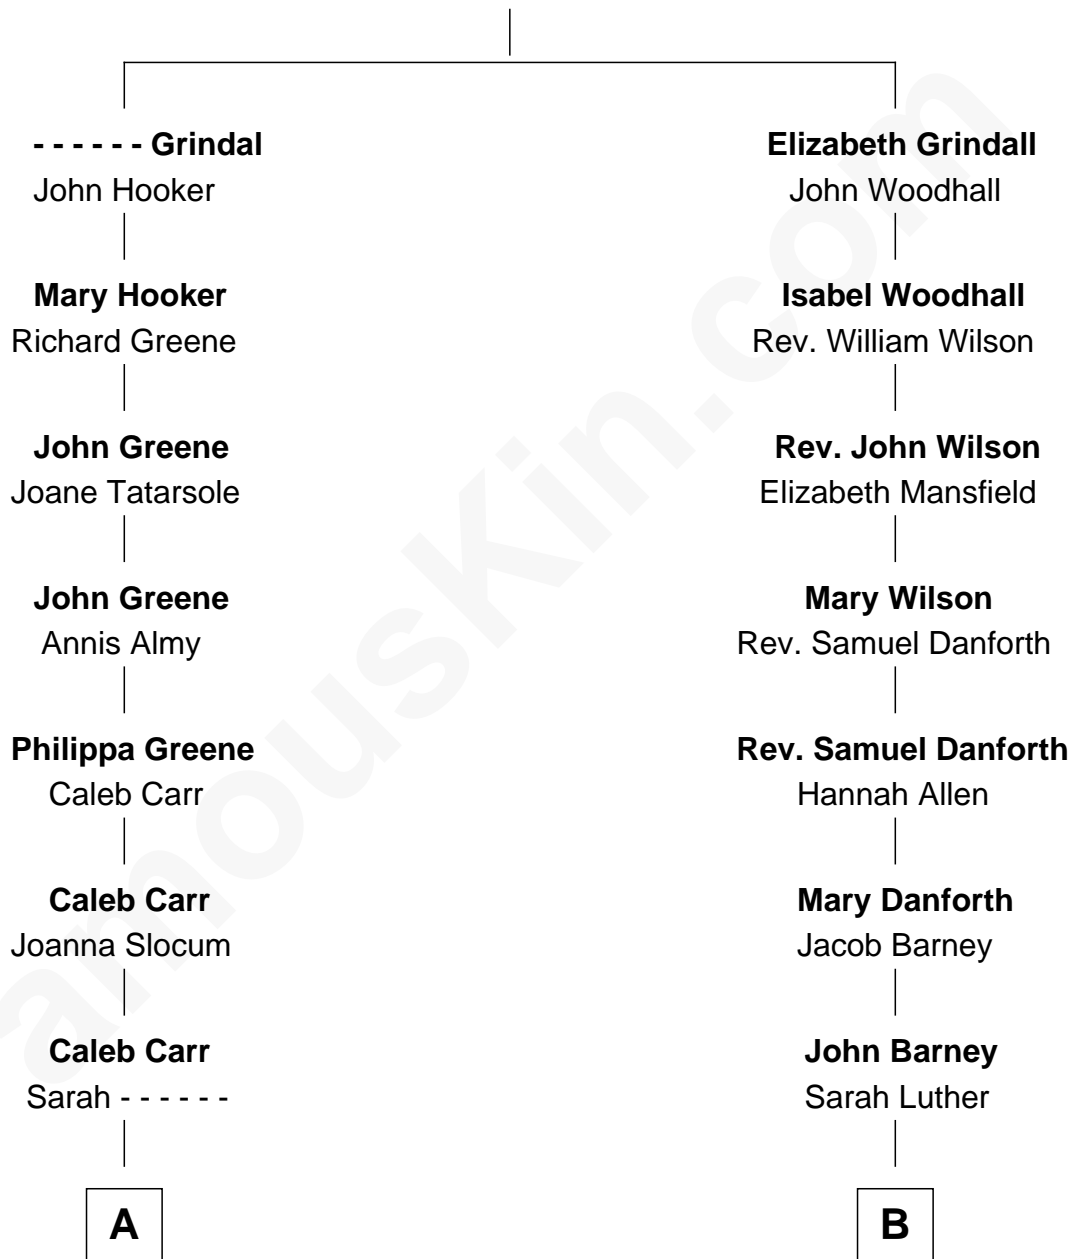 - - - - - - Grindal
John Hooker
Mary Hooker
Richard Greene
John Greene
Joane Tatarsole
John Greene
Annis Almy
Philippa Greene
Caleb Carr
Caleb Carr
Joanna Slocum
Caleb Carr
Sarah - - - - - -
A
Elizabeth Grindall
John Woodhall
Isabel Woodhall
Rev. William Wilson
Rev. John Wilson
Elizabeth Mansfield
Mary Wilson
Rev. Samuel Danforth
Rev. Samuel Danforth
Hannah Allen
Mary Danforth
Jacob Barney
John Barney
Sarah Luther
B
amouskin.com